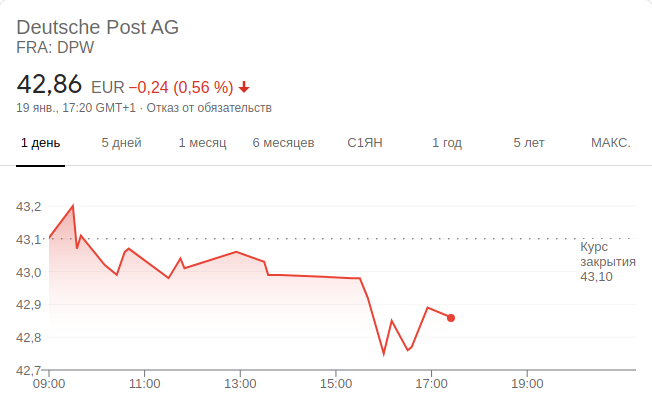 Deutsche Post AG
FRA: DPW
42,86 EUR −0,24 (0,56 %)
19 янв., 17:20 GMT+1 · Отказ от обязательств
1 день 5 дней 1 месяц 6 месяцев С1ЯН 1 год 5 лет МАКС.
43,2
43,1
Курс
закрытия
43,10
43,0
42,9
42,8
42,7
09:00 11:00 13:00 15:00 17:00 19:00